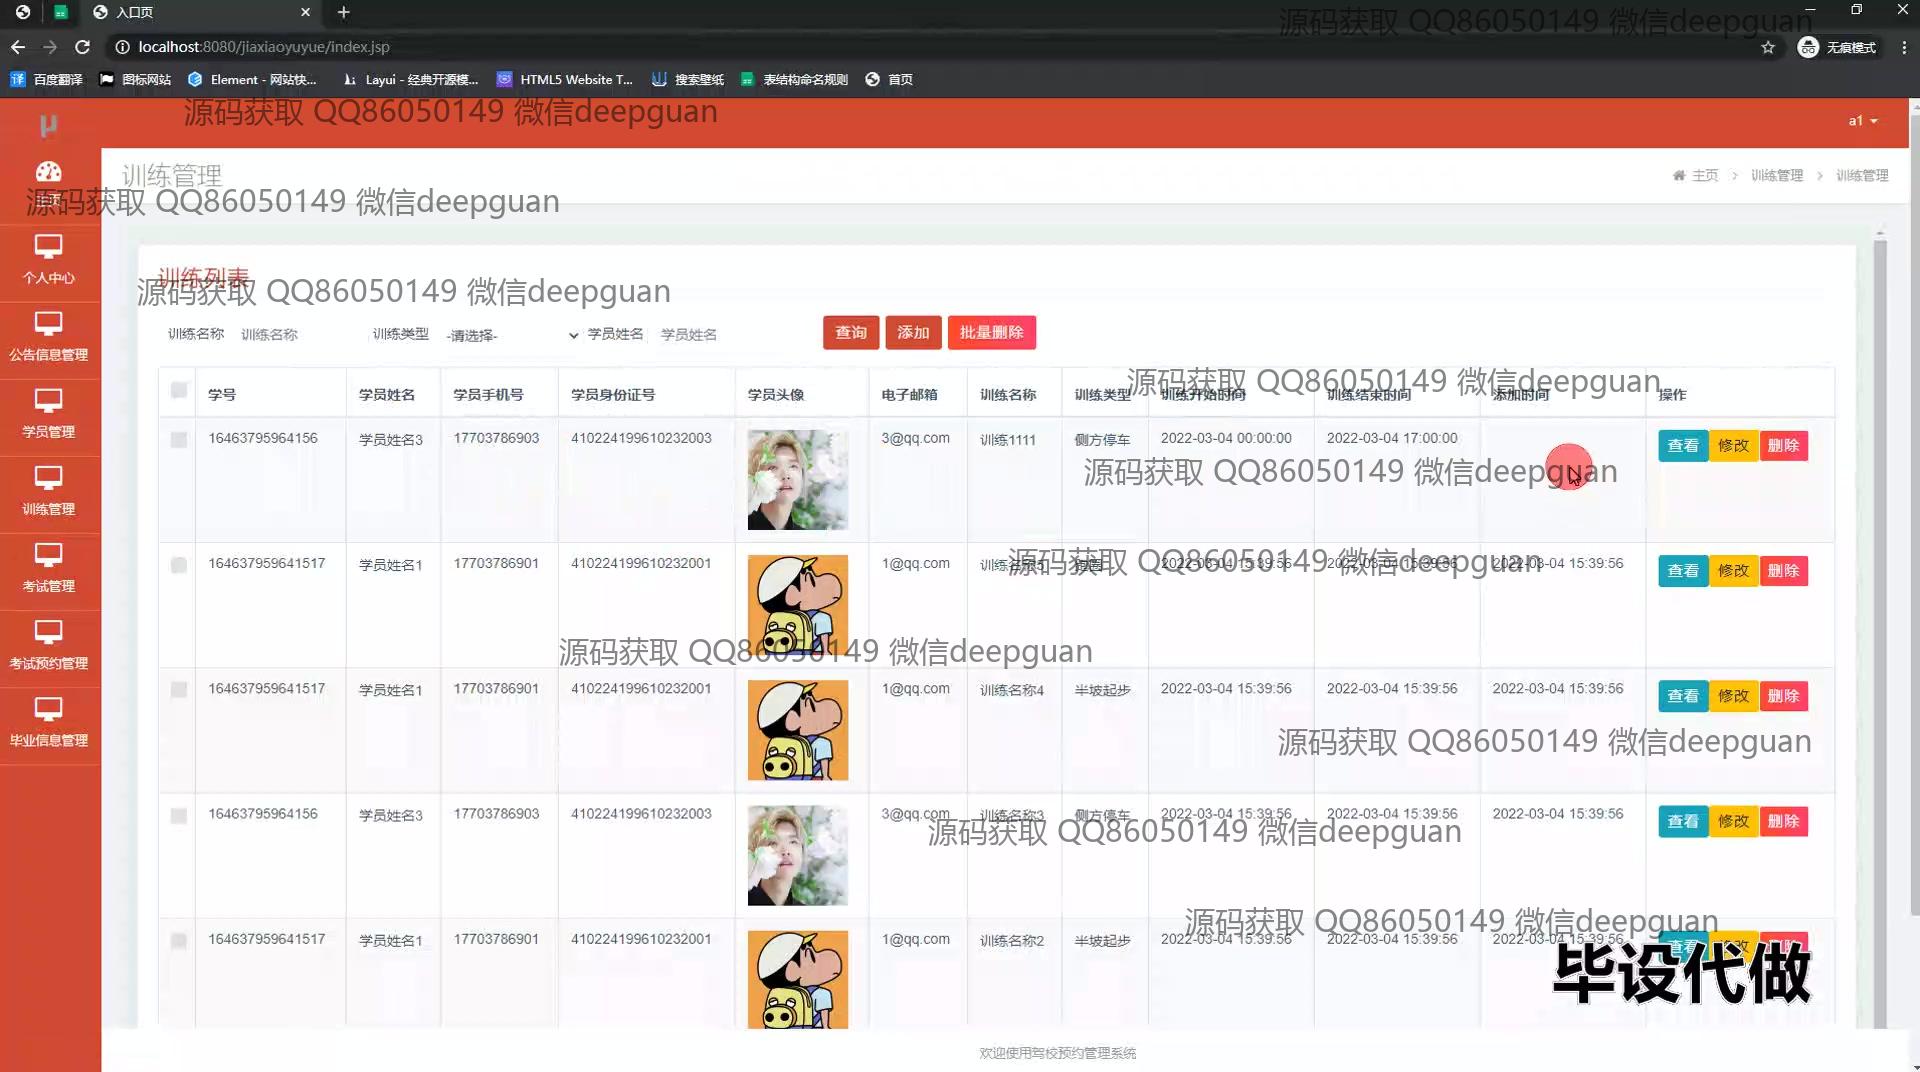 入口页
源码获取 QQ86050149 微信deepguan
localhost:8080/jiaxiaoyuyue/index.jsp
无痕模式
百度翻译
图标网站
Element - 网站快...
Layui - 经典开源模...
HTML5 Website T...
搜索壁纸
表结构命名规则
首页
源码获取 QQ86050149 微信deepguan
a1
训练管理
主页 > 训练管理 > 训练管理
主页
源码获取 QQ86050149 微信deepguan
个人中心
公告信息管理
学员管理
训练管理
考试管理
考试预约管理
毕业信息管理
训练列表
源码获取 QQ86050149 微信deepguan
训练名称 训练名称 训练类型 -请选择- 学员姓名 学员姓名 查询 添加 批量删除
源码获取 QQ86050149 微信deepguan
学号 学员姓名 学员手机号 学员身份证号 学员头像 电子邮箱 训练名称 训练类型 训练开始时间 训练结束时间 添加时间 操作
16463795964156 学员姓名3 17703786903 410224199610232003 3@qq.com 训练1111 侧方停车 2022-03-04 00:00:00 2022-03-04 17:00:00 查看 修改 删除
源码获取 QQ86050149 微信deepguan
164637959641517 学员姓名1 17703786901 410224199610232001 1@qq.com 训练名称5 2022-03-04 15:39:56 2022-03-04 15:39:56 2022-03-04 15:39:56 查看 修改 删除
源码获取 QQ86050149 微信deepguan
源码获取 QQ86050149 微信deepguan
164637959641517 学员姓名1 17703786901 410224199610232001 1@qq.com 训练名称4 半坡起步 2022-03-04 15:39:56 2022-03-04 15:39:56 2022-03-04 15:39:56 查看 修改 删除
源码获取 QQ86050149 微信deepguan
16463795964156 学员姓名3 17703786903 410224199610232003 3@qq.com 训练名称3 侧方停车 2022-03-04 15:39:56 2022-03-04 15:39:56 2022-03-04 15:39:56 查看 修改 删除
源码获取 QQ86050149 微信deepguan
源码获取 QQ86050149 微信deepguan
164637959641517 学员姓名1 17703786901 410224199610232001 1@qq.com 训练名称2 半坡起步 2022-03-04 15:39:56 2022-03-04 15:39:56 2022-03-04 15:39:56 查看 修改 删除
毕设代做
欢迎使用驾校预约管理系统